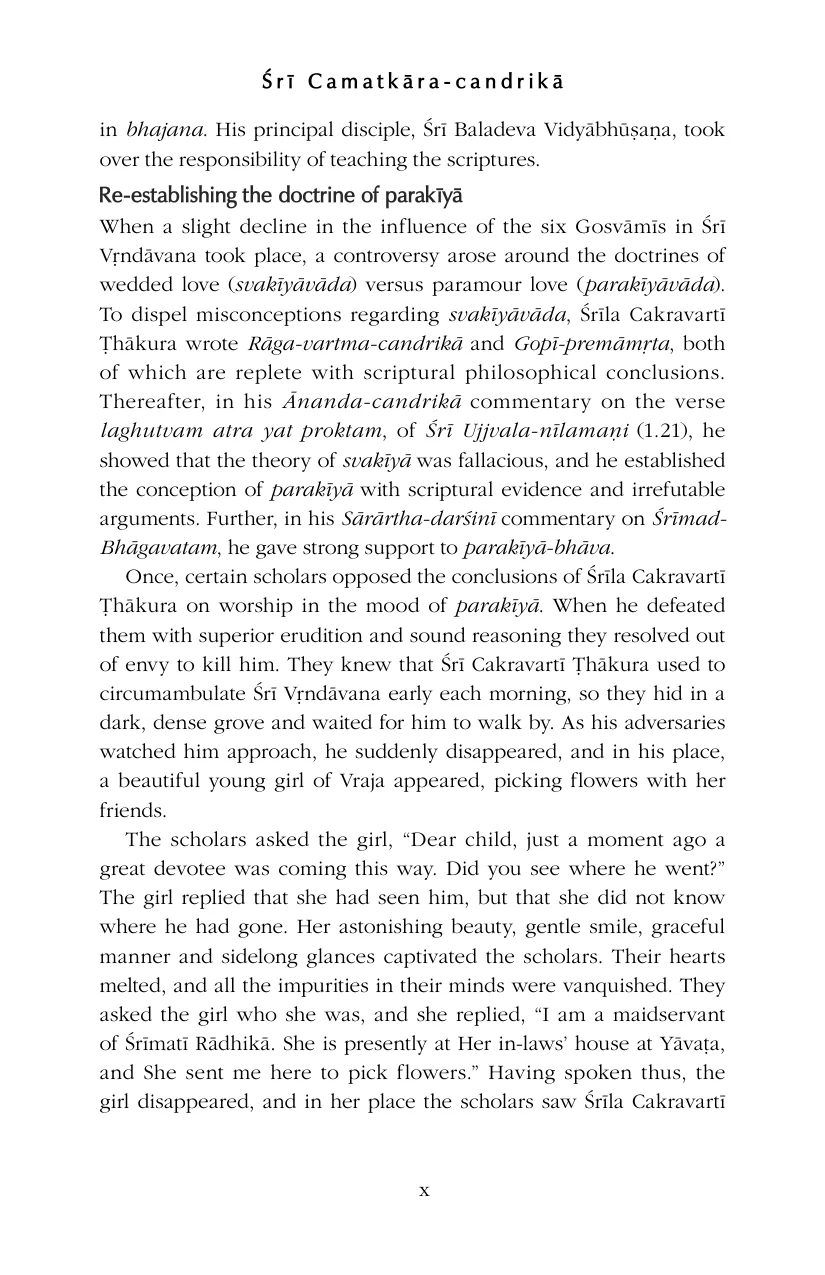 Śrī Camatkāra-candrikā
in bhajana. His principal disciple, Śrī Baladeva Vidyābhūṣaṇa, took
over the responsibility of teaching the scriptures.
Re-establishing the doctrine of parakīyā
When a slight decline in the influence of the six Gosvāmīs in Śrī
Vṛndāvana took place, a controversy arose around the doctrines of
wedded love (svakīyāvāda) versus paramour love (parakīyāvāda).
To dispel misconceptions regarding svakīyāvāda, Śrīla Cakravartī
Ṭhākura wrote Rāga-vartma-candrikā and Gopī-premāmṛta, both
of which are replete with scriptural philosophical conclusions.
Thereafter, in his Ānanda-candrikā commentary on the verse
laghutvam atra yat proktam, of Śrī Ujjvala-nīlamaṇi (1.21), he
showed that the theory of svakīyā was fallacious, and he established
the conception of parakīyā with scriptural evidence and irrefutable
arguments. Further, in his Sārārtha-darśinī commentary on Śrīmad-
Bhāgavatam, he gave strong support to parakīyā-bhāva.
Once, certain scholars opposed the conclusions of Śrīla Cakravartī
Ṭhākura on worship in the mood of parakīyā. When he defeated
them with superior erudition and sound reasoning they resolved out
of envy to kill him. They knew that Śrī Cakravartī Ṭhākura used to
circumambulate Śrī Vṛndāvana early each morning, so they hid in a
dark, dense grove and waited for him to walk by. As his adversaries
watched him approach, he suddenly disappeared, and in his place,
a beautiful young girl of Vraja appeared, picking flowers with her
friends.
The scholars asked the girl, “Dear child, just a moment ago a
great devotee was coming this way. Did you see where he went?”
The girl replied that she had seen him, but that she did not know
where he had gone. Her astonishing beauty, gentle smile, graceful
manner and sidelong glances captivated the scholars. Their hearts
melted, and all the impurities in their minds were vanquished. They
asked the girl who she was, and she replied, “I am a maidservant
of Śrīmatī Rādhikā. She is presently at Her in-laws’ house at Yāvaṭa,
and She sent me here to pick flowers.” Having spoken thus, the
girl disappeared, and in her place the scholars saw Śrīla Cakravartī
x